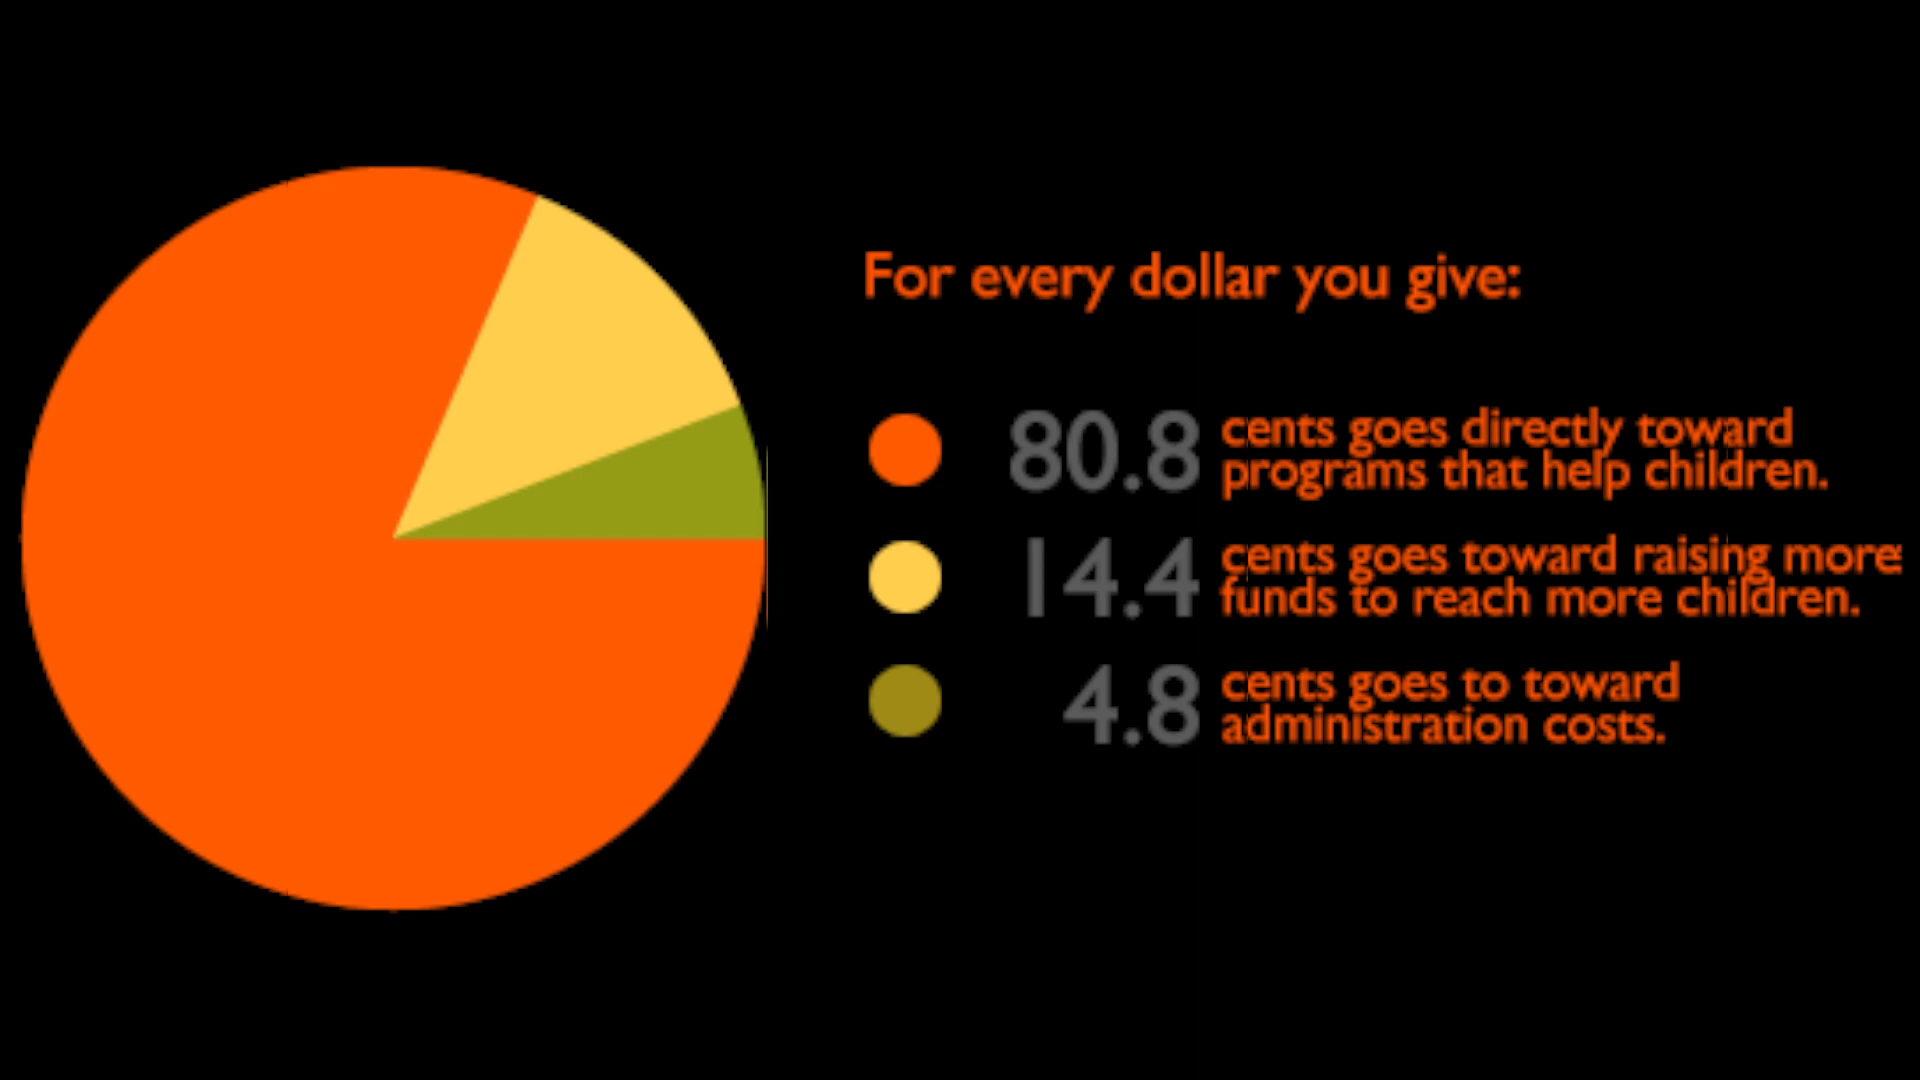 For every dollar you give:
80.8 cents goes directly toward
programs that help children.
14.4 cents goes toward raising more
funds to reach more children.
4.8 cents goes to toward
administration costs.